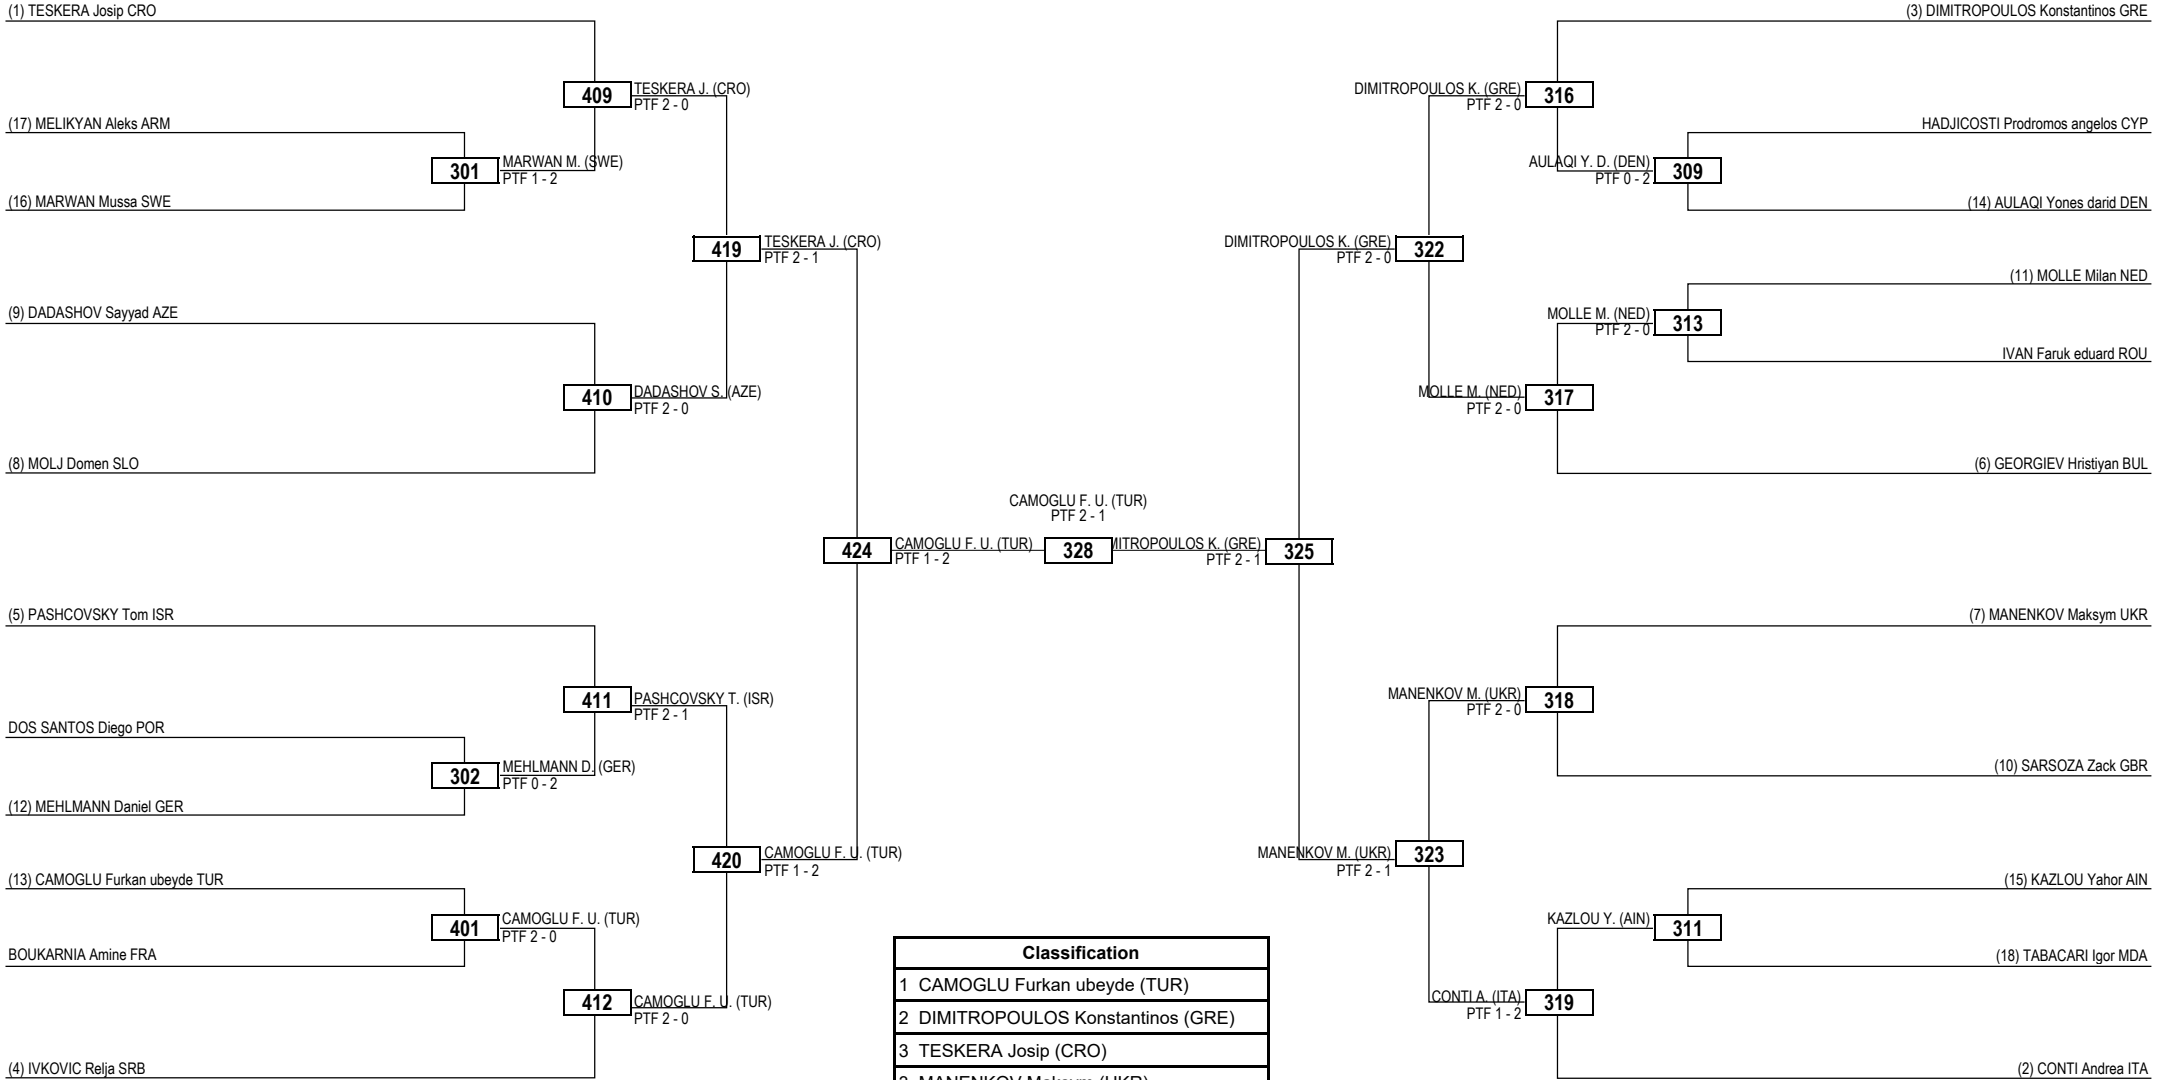 (1) TESKERA Josip CRO
(17) MELIKYAN Aleks ARM
(16) MARWAN Mussa SWE
(9) DADASHOV Sayyad AZE
(8) MOLJ Domen SLO
(5) PASHCOVSKY Tom ISR
DOS SANTOS Diego POR
(12) MEHLMANN Daniel GER
(13) CAMOGLU Furkan ubeyde TUR
BOUKARNIA Amine FRA
(4) IVKOVIC Relja SRB
301
MARWAN M. (SWE)
PTF 1 - 2
302
MEHLMANN D. (GER)
PTF 0 - 2
401
CAMOGLU F. U. (TUR)
PTF 2 - 0
409
TESKERA J. (CRO)
PTF 2 - 0
410
DADASHOV S. (AZE)
PTF 2 - 0
411
PASHCOVSKY T. (ISR)
PTF 2 - 1
412
CAMOGLU F. U. (TUR)
PTF 2 - 0
419
TESKERA J. (CRO)
PTF 2 - 1
420
CAMOGLU F. U. (TUR)
PTF 1 - 2
424
CAMOGLU F. U. (TUR)
PTF 1 - 2
CAMOGLU F. U. (TUR)
PTF 2 - 1
328
MITROPOULOS K. (GRE)
PTF 2 - 1
325
DIMITROPOULOS K. (GRE)
PTF 2 - 0
322
MANENKOV M. (UKR)
PTF 2 - 1
323
DIMITROPOULOS K. (GRE)
PTF 2 - 0
316
MOLLE M. (NED)
PTF 2 - 0
317
MANENKOV M. (UKR)
PTF 2 - 0
318
CONTI A. (ITA)
PTF 1 - 2
319
AULAQI Y. D. (DEN)
PTF 0 - 2
309
MOLLE M. (NED)
PTF 2 - 0
313
KAZLOU Y. (AIN)
311
(3) DIMITROPOULOS Konstantinos GRE
HADJICOSTI Prodromos angelos CYP
(14) AULAQI Yones darid DEN
(11) MOLLE Milan NED
IVAN Faruk eduard ROU
(6) GEORGIEV Hristiyan BUL
(7) MANENKOV Maksym UKR
(10) SARSOZA Zack GBR
(15) KAZLOU Yahor AIN
(18) TABACARI Igor MDA
(2) CONTI Andrea ITA
Classification
1 CAMOGLU Furkan ubeyde (TUR)
2 DIMITROPOULOS Konstantinos (GRE)
3 TESKERA Josip (CRO)
3 MANENKOV Maksym (UKR)